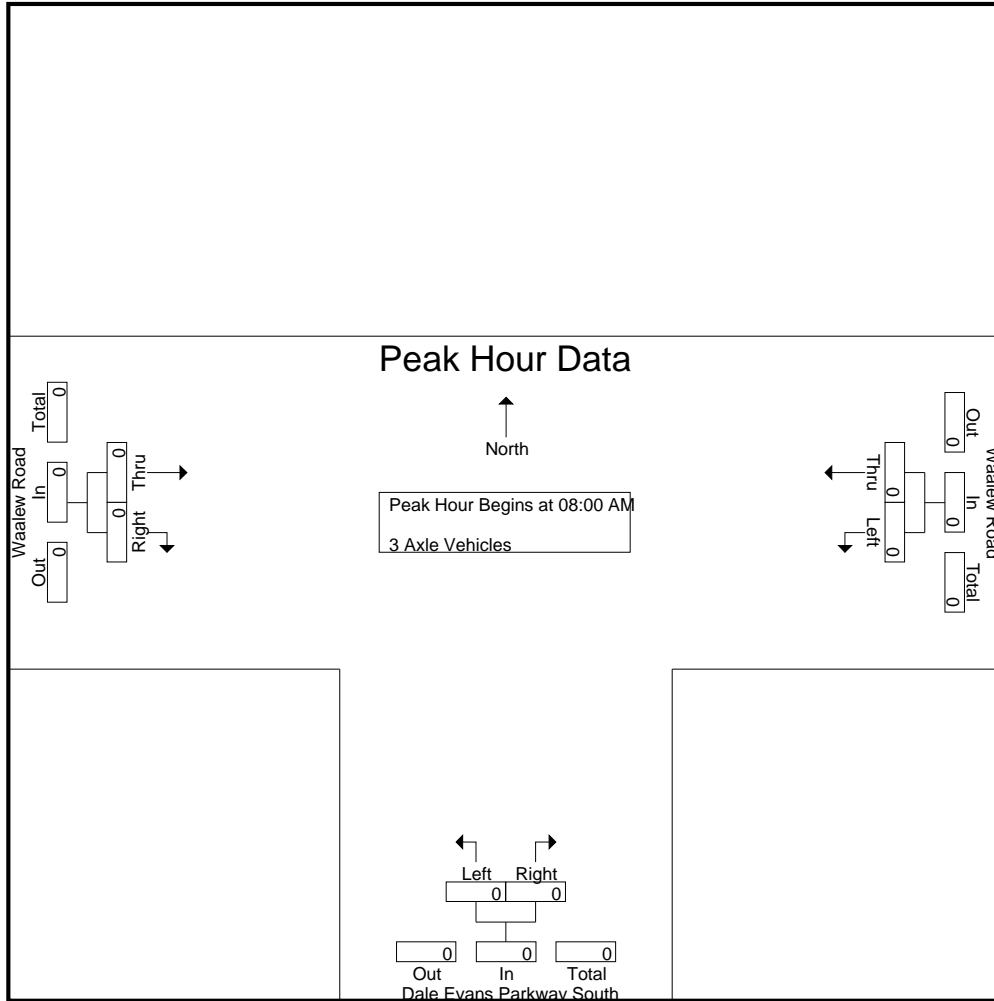 Peak Hour Data
North
Peak Hour Begins at 08:00 AM
3 Axle Vehicles
Waalew Road
Total
0
In
0
Out
0
Thru
0
Right
0
Waalew Road
Out
0
In
0
Total
0
Thru
0
Left
0
Left Right
0 0
0 0 0
Out In Total
Dale Evans Parkway South